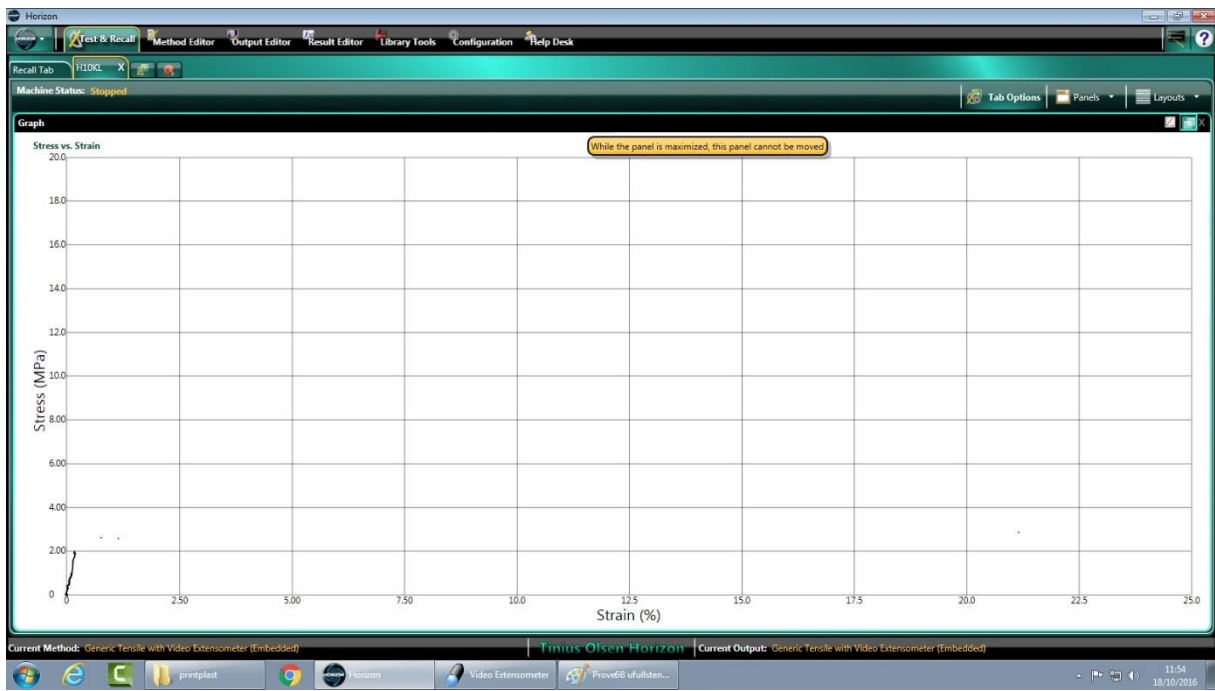 Horizon
Test & Recall Method Editor Output Editor Result Editor Library Tools Configuration Help Desk
Recall Tab H10KL X
Machine Status: Stopped
Tab Options Panels Layouts
Graph
Stress vs. Strain
While the panel is maximized, this panel cannot be moved
20.0
18.0
16.0
14.0
12.0
10.0
8.00
6.00
4.00
2.00
0
Stress (MPa)
0 2.50 5.00 7.50 10.0 12.5 15.0 17.5 20.0 22.5 25.0
Strain (%)
Current Method: Generic Tensile with Video Extensometer (Embedded) Tinius Olsen Horizon Current Output: Generic Tensile with Video Extensometer (Embedded)
printplast Horizon Video Extensometer Prove6B ufullsten...
11:54
18/10/2016